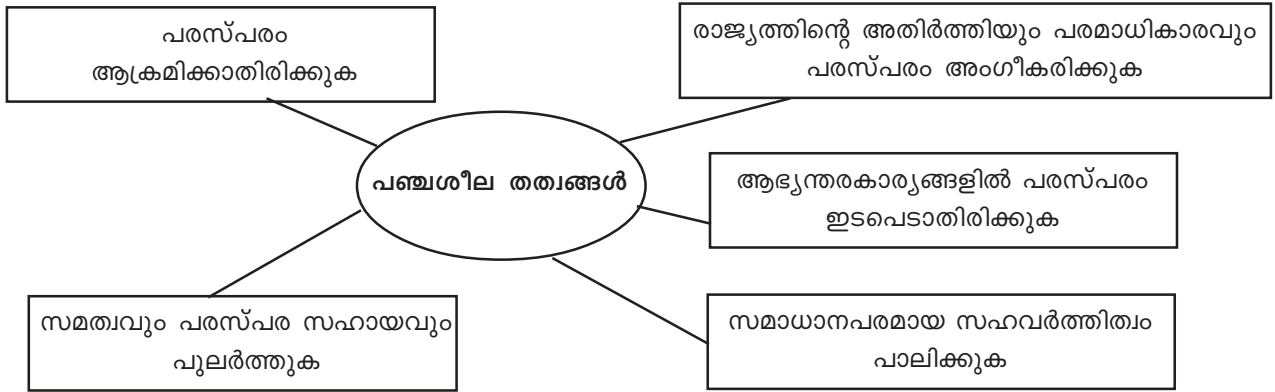 പരസ്പരം
ആക്രമിക്കാതിരിക്കുക
രാജ്യത്തിന്റെ അതിർത്തിയും പരമാധികാരവും
പരസ്പരം അംഗീകരിക്കുക
പഞ്ചശീല തത്വങ്ങൾ
ആഭ്യന്തരകാര്യങ്ങളിൽ പരസ്പരം
ഇടപെടാതിരിക്കുക
സമത്വവും പരസ്പര സഹായവും
പുലർത്തുക
സമാധാനപരമായ സഹവർത്തിത്വം
പാലിക്കുക